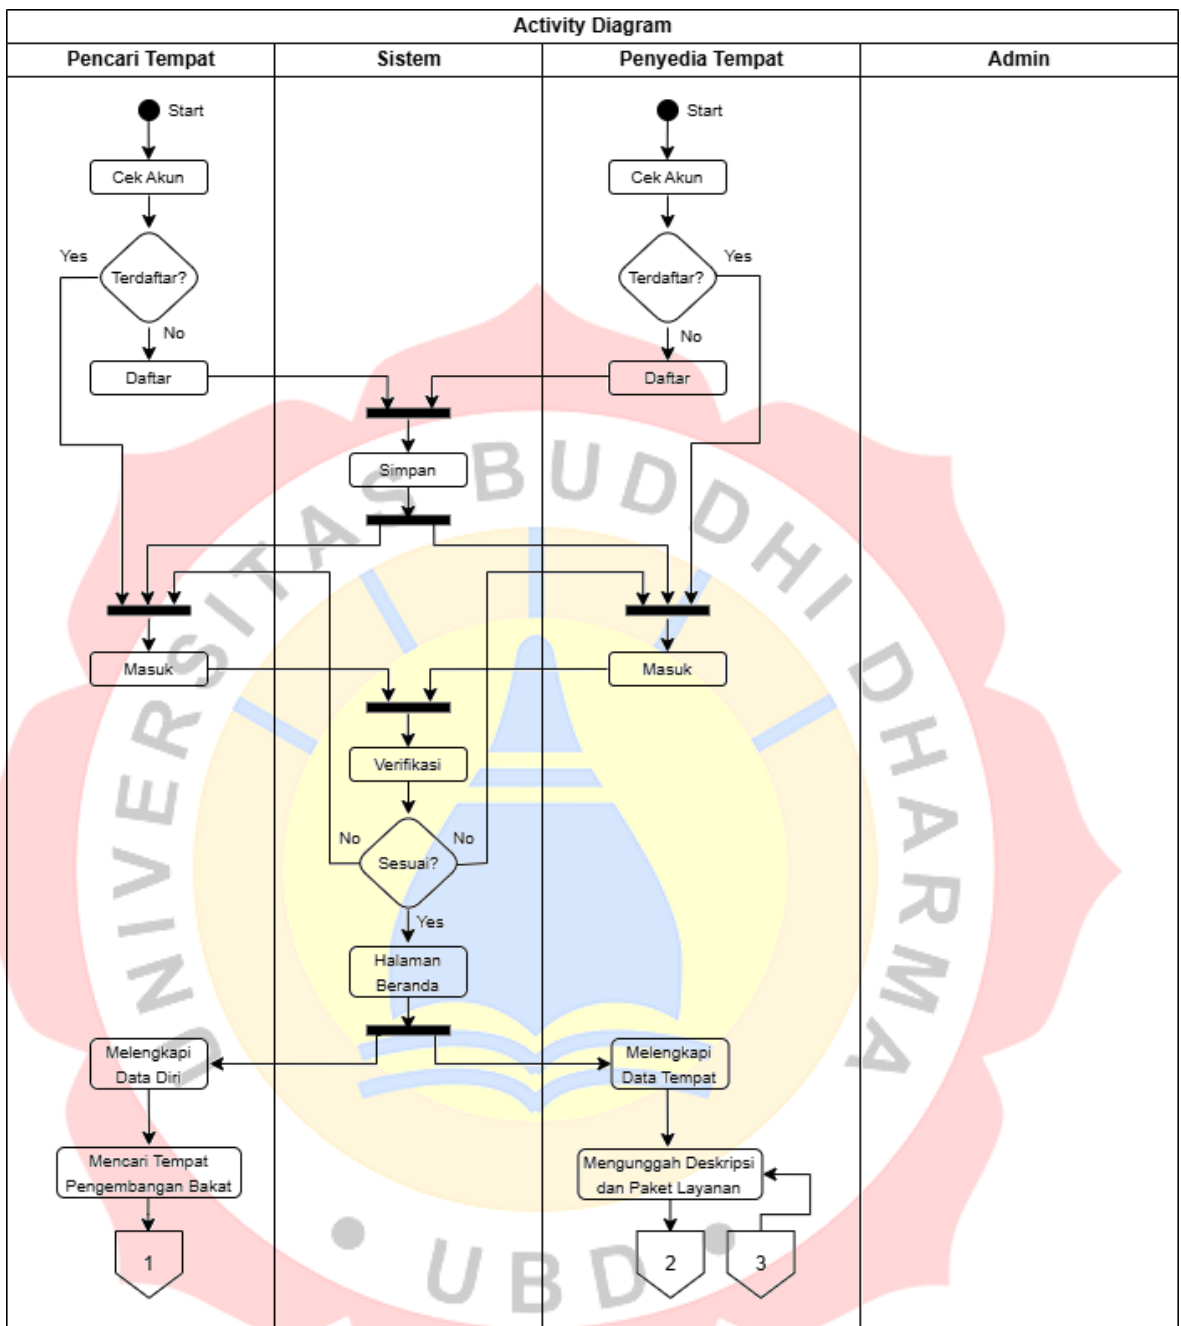 Activity Diagram
Pencari Tempat
Sistem
Penyedia Tempat
Admin
Start
Start
Cek Akun
Cek Akun
Yes
Terdaftar?
Terdaftar?
Yes
No
No
Daftar
Daftar
Simpan
Masuk
Masuk
Verifikasi
No
Sesuai?
No
Yes
Halaman
Beranda
Melengkapi
Data Diri
Melengkapi
Data Tempat
Mencari Tempat
Pengembangan Bakat
Mengunggah Deskripsi
dan Paket Layanan
1
2
3
UNIVERSITAS BUDDHI DHARMA
• UBD •